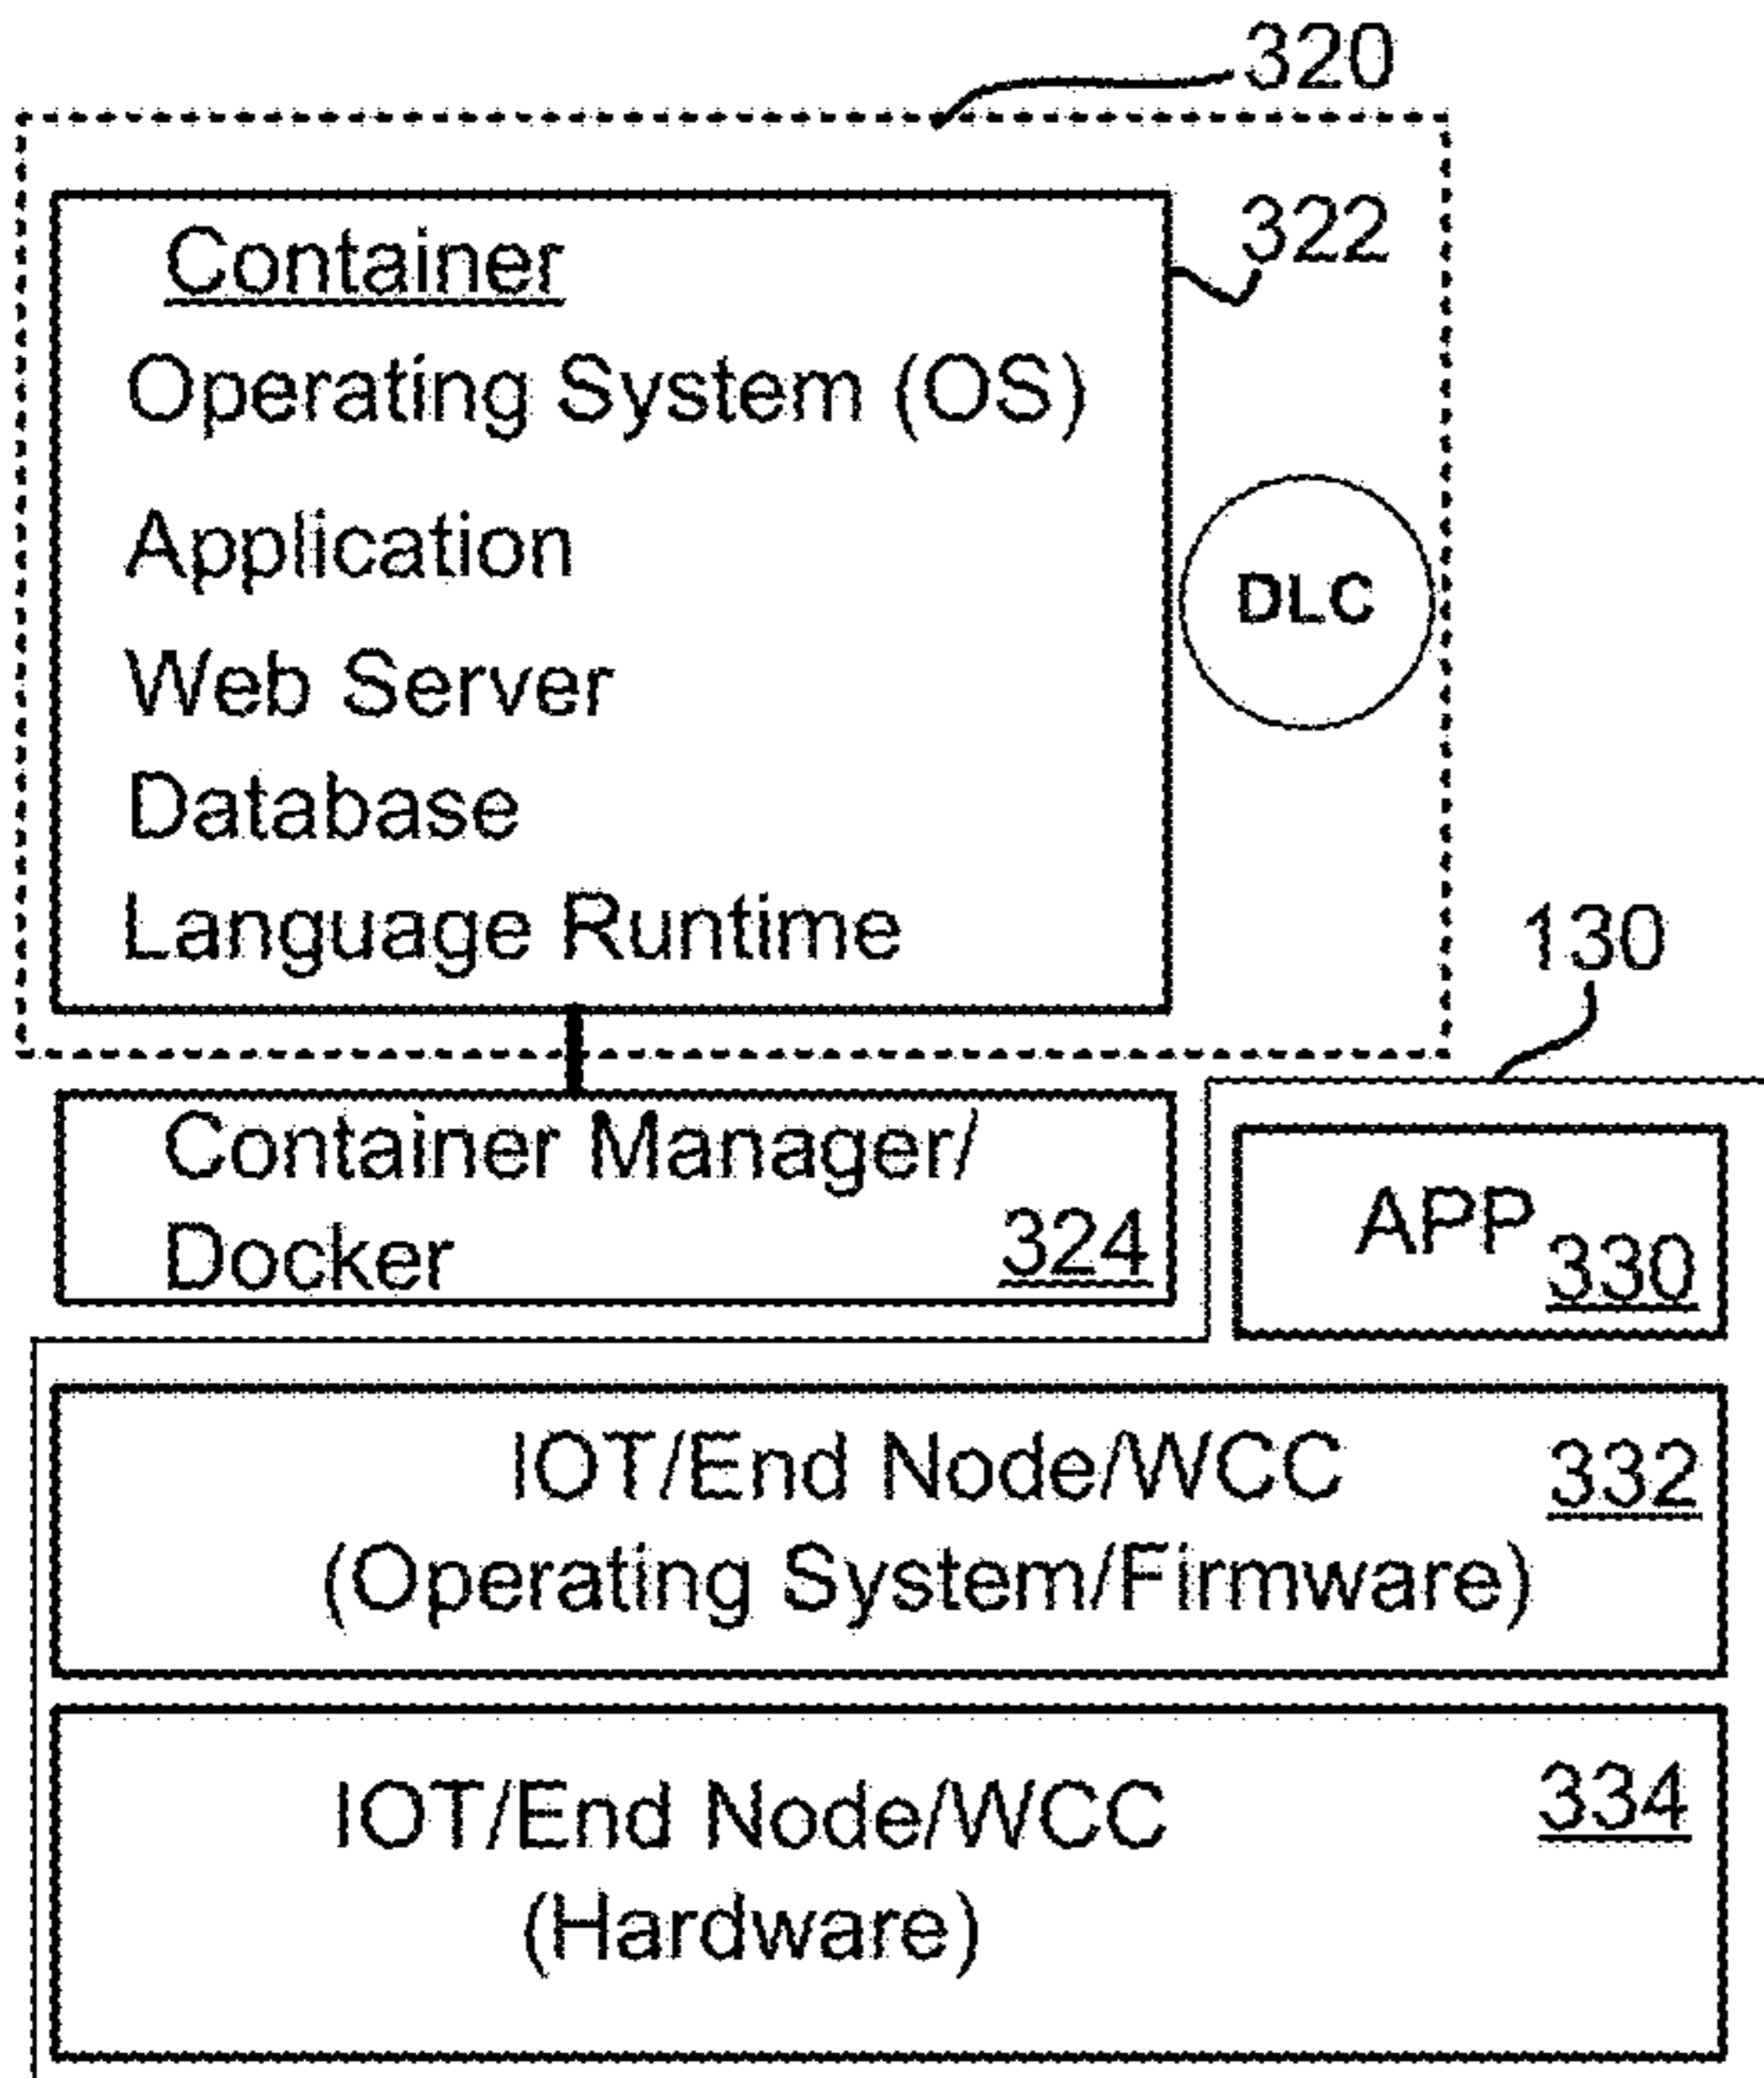 320
322
Container
Operating System (OS)
Application
DLC
Web Server
Database
Language Runtime
130
Container Manager/
Docker
324
APP
330
IOT/End Node/WCC
332
(Operating System/Firmware)
IOT/End Node/WCC
334
(Hardware)